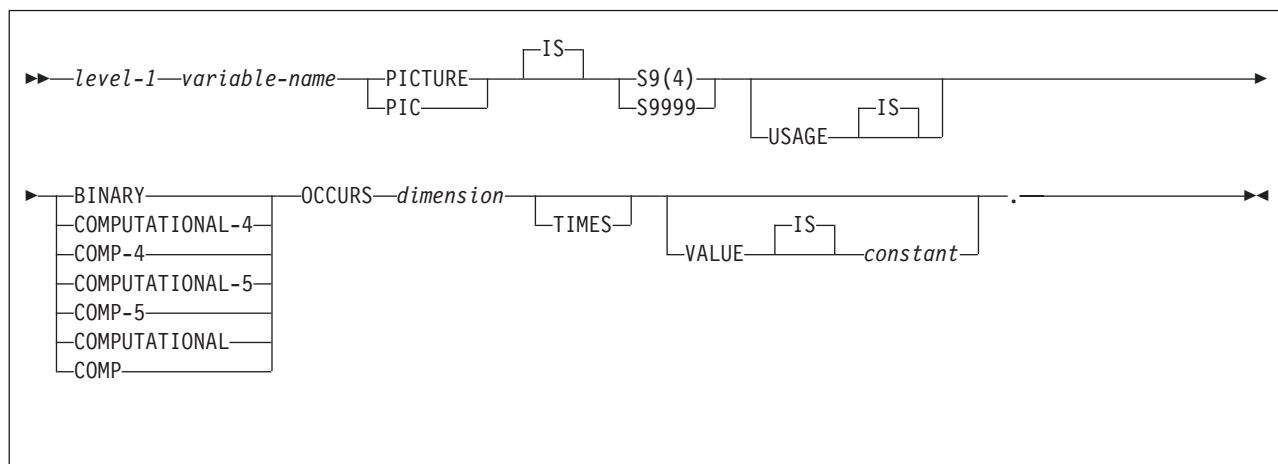 IS
level-1 variable-name PICTURE S9(4)
PIC S9999 IS
USAGE
BINARY OCCURS dimension .
COMPUTATIONAL-4 TIMES IS
COMP-4 VALUE constant
COMPUTATIONAL-5
COMP-5
COMPUTATIONAL
COMP